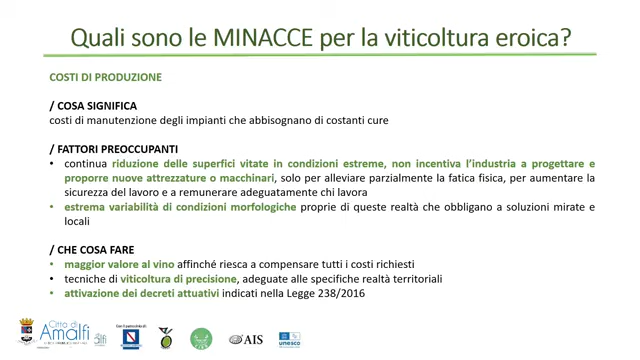 Quali sono le MINACCE per la viticoltura eroica?
COSTI DI PRODUZIONE
/ COSA SIGNIFICA
costi di manutenzione degli impianti che abbisognano di costanti cure
/ FATTORI PREOCCUPANTI
• continua riduzione delle superfici vitate in condizioni estreme, non incentiva l'industria a progettare e
proporre nuove attrezzature o macchinari, solo per alleviare parzialmente la fatica fisica, per aumentare la
sicurezza del lavoro e a remunerare adeguatamente chi lavora
• estrema variabilità di condizioni morfologiche proprie di queste realtà che obbligano a soluzioni mirate e
locali
/ CHE COSA FARE
• maggior valore al vino affinché riesca a compensare tutti i costi richiesti
• tecniche di viticoltura di precisione, adeguate alle specifiche realtà territoriali
• attivazione dei decreti attuativi indicati nella Legge 238/2016
Città di
Amalfi
Con il patrocinio di
AIS
unesco